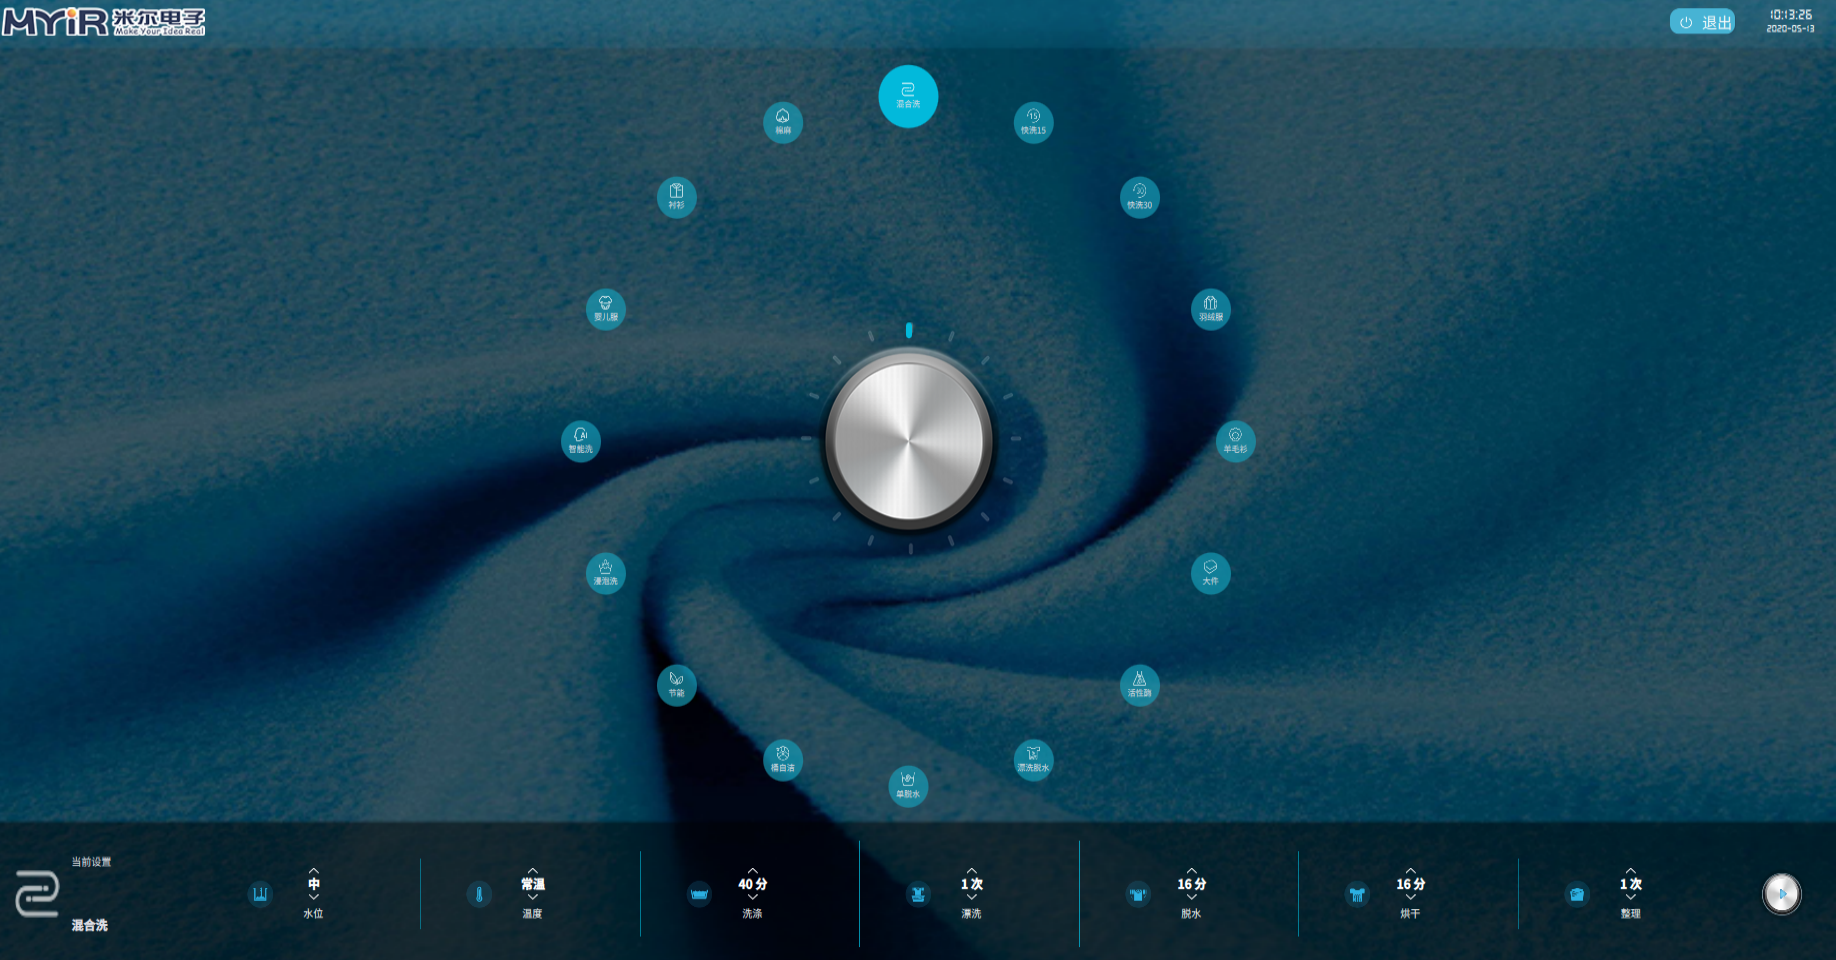 MYiR 米尔电子
Make Your Idea Real
退出
10:13:26
2020-05-13
混合洗
棉麻
快洗15
衬衫
快洗30
婴儿服
羽绒服
AI
智能洗
羊毛衫
浸泡洗
大件
节能
活性酶
槽自洁
漂洗脱水
单脱水
当前设置
混合洗
中
水位
常温
温度
40 分
洗涤
1 次
漂洗
16 分
脱水
16 分
烘干
1 次
整理